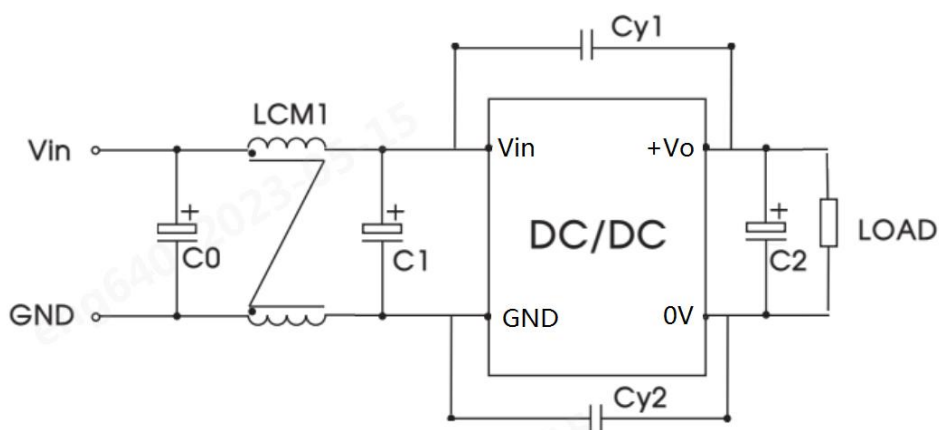 Cy1
LCM1
Vin
Vin
+Vo
+
C0
+
C1
DC/DC
+
C2
LOAD
GND
GND
0V
Cy2